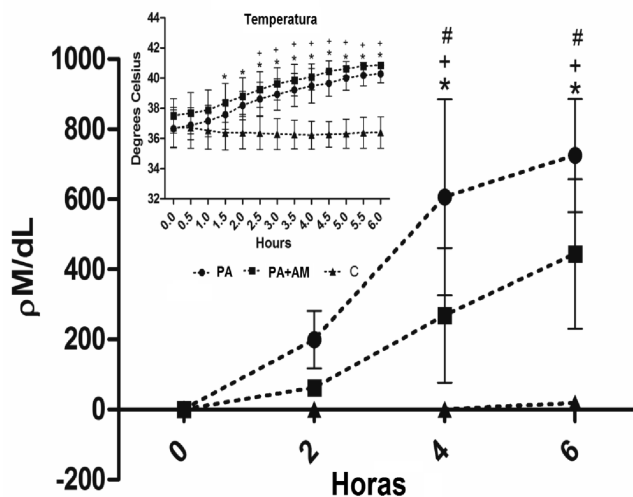 Temperatura
Degrees Celsius
44
42
40
38
36
34
32
+ + + + + + + +
* * * * * * * * * *
0.0 0.5 1.0 1.5 2.0 2.5 3.0 3.5 4.0 4.5 5.0 5.5 6.0
Hours
PA PA+AM C
# #
+ +
* *
ρM/dL
1000
800
600
400
200
0
-200
0 2 4 6
Horas